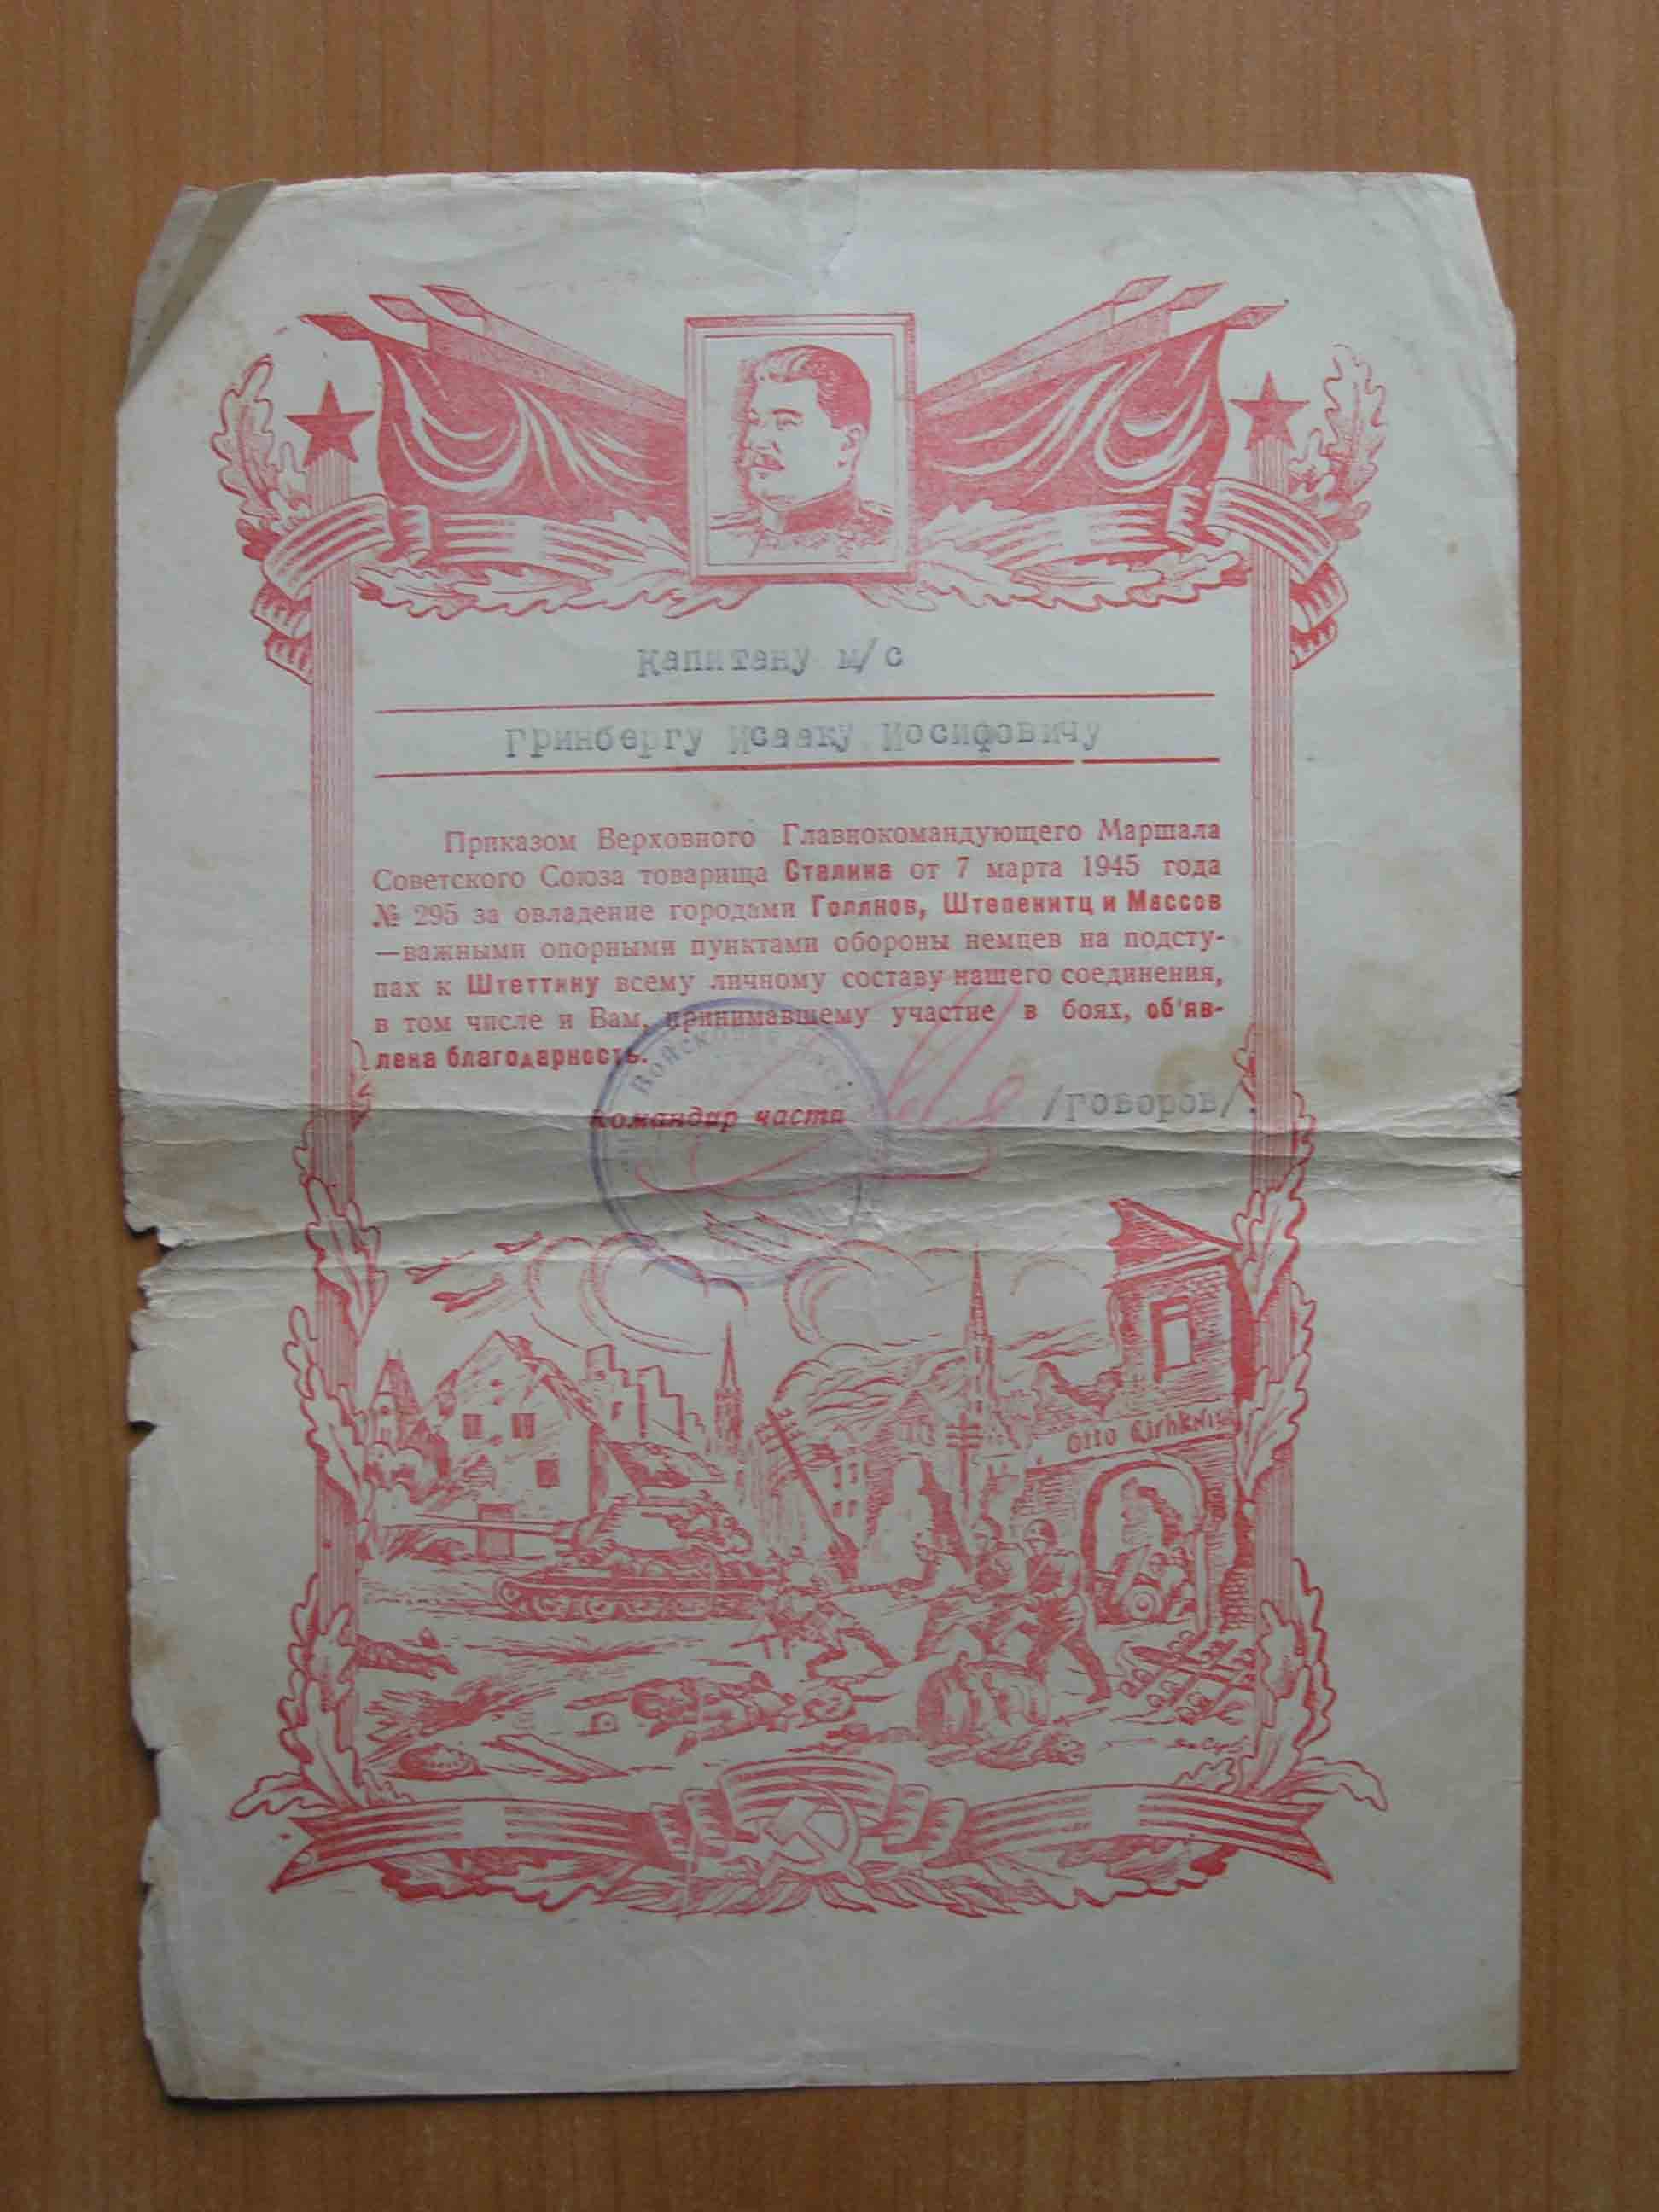 Капитану м/с
Гринбергу Исааку Иосифовичу
Приказом Верховного Главнокомандующего Маршала
Советского Союза товарища Сталина от 7 марта 1945 года
№ 295 за овладение городами Голянов, Штепенитц и Массов
—важными опорными пунктами обороны немцев на подсту-
пах к Штеттину всему личному составу нашего соединения,
в том числе и Вам, принимавшему участие в боях, об'яв-
лена благодарность.
Войсковая
Командир части /Говоров/.
Otto